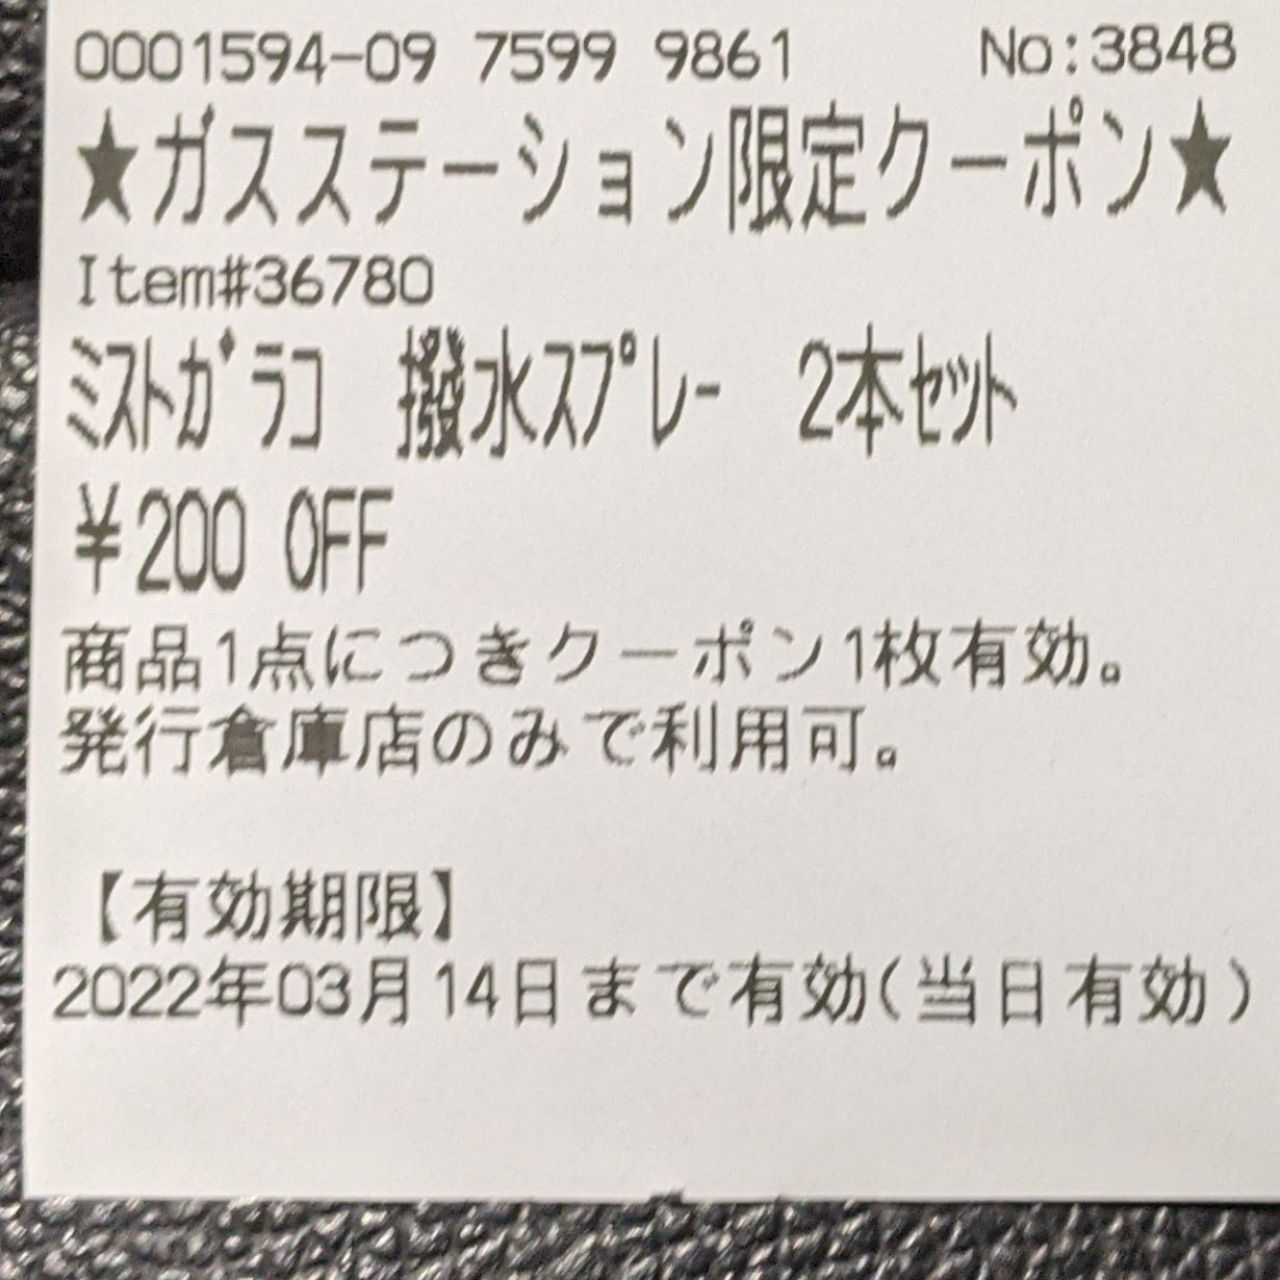 0001594-09 7599 9861 No:3848
★ガスステーション限定クーポン★
Item#36780
ﾐｽﾄｶﾞﾗｺ 撥水ｽﾌﾟﾚｰ 2本ｾｯﾄ
¥200 OFF
商品1点につきクーポン1枚有効。
発行倉庫店のみで利用可。
【有効期限】
2022年03月14日まで有効(当日有効)